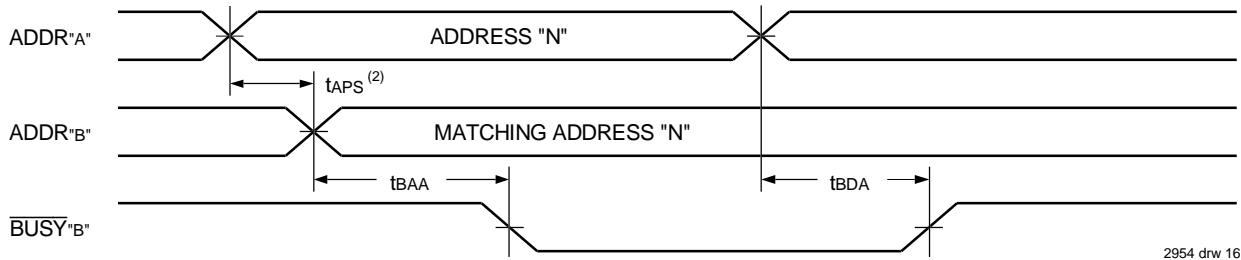 ADDR"A"
ADDRESS "N"
tAPS (2)
ADDR"B"
MATCHING ADDRESS "N"
tBAA
tBDA
BUSY"B"
2954 drw 16